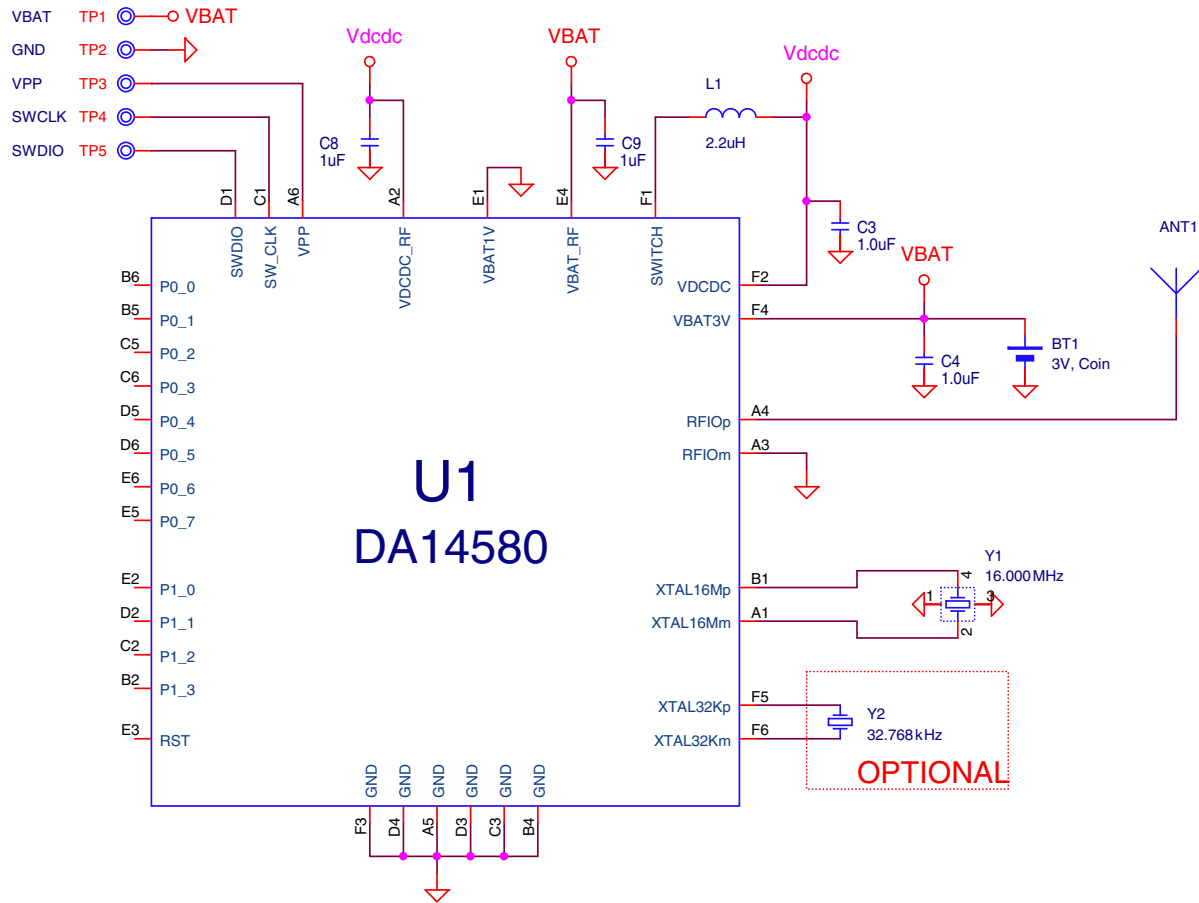 VBAT TP1 VBAT
GND TP2
VPP TP3
SWCLK TP4
SWDIO TP5
Vdcdc
C8
1uF
VBAT
C9
1uF
L1
2.2uH
Vdcdc
C3
1.0uF
VBAT
C4
1.0uF
BT1
3V, Coin
ANT1
D1 SWDIO
C1 SW_CLK
A6 VPP
A2 VDCDC_RF
E1 VBAT1V
E4 VBAT_RF
F1 SWITCH
B6 P0_0
B5 P0_1
C5 P0_2
C6 P0_3
D5 P0_4
D6 P0_5
E6 P0_6
E5 P0_7
E2 P1_0
D2 P1_1
C2 P1_2
B2 P1_3
E3 RST
U1
DA14580
VDCDC F2
VBAT3V F4
RFIOp A4
RFIOm A3
XTAL16Mp B1
XTAL16Mm A1
XTAL32Kp F5
XTAL32Km F6
Y1
16.000MHz
4
1 3
2
Y2
32.768kHz
OPTIONAL
GND GND GND GND GND GND
F3 D4 A5 D3 C3 B4